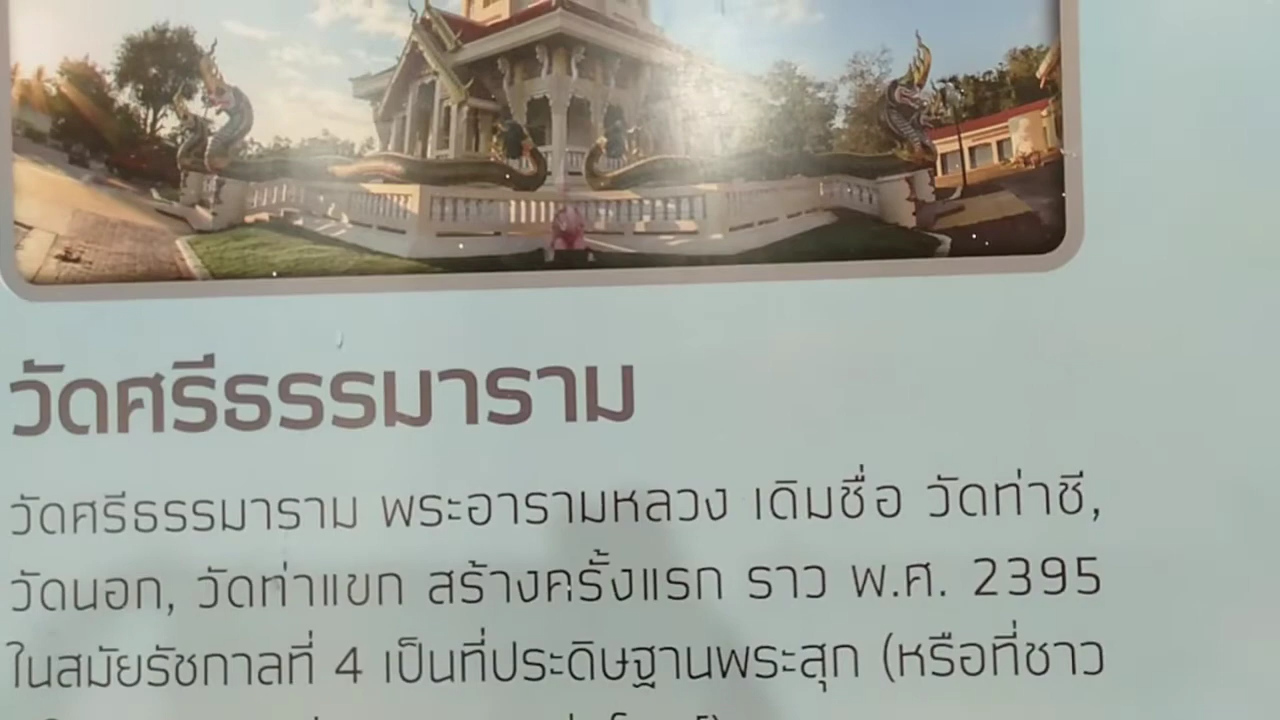 วัดศรีธรรมาราม
วัดศรีธรรมาราม พระอารามหลวง เดิมชื่อ วัดท่าชี,
วัดนอก, วัดท่าแขก สร้างครั้งแรก ราว พ.ศ. 2395
ในสมัยรัชกาลที่ 4 เป็นที่ประดิษฐานพระสุก (หรือที่ชาว